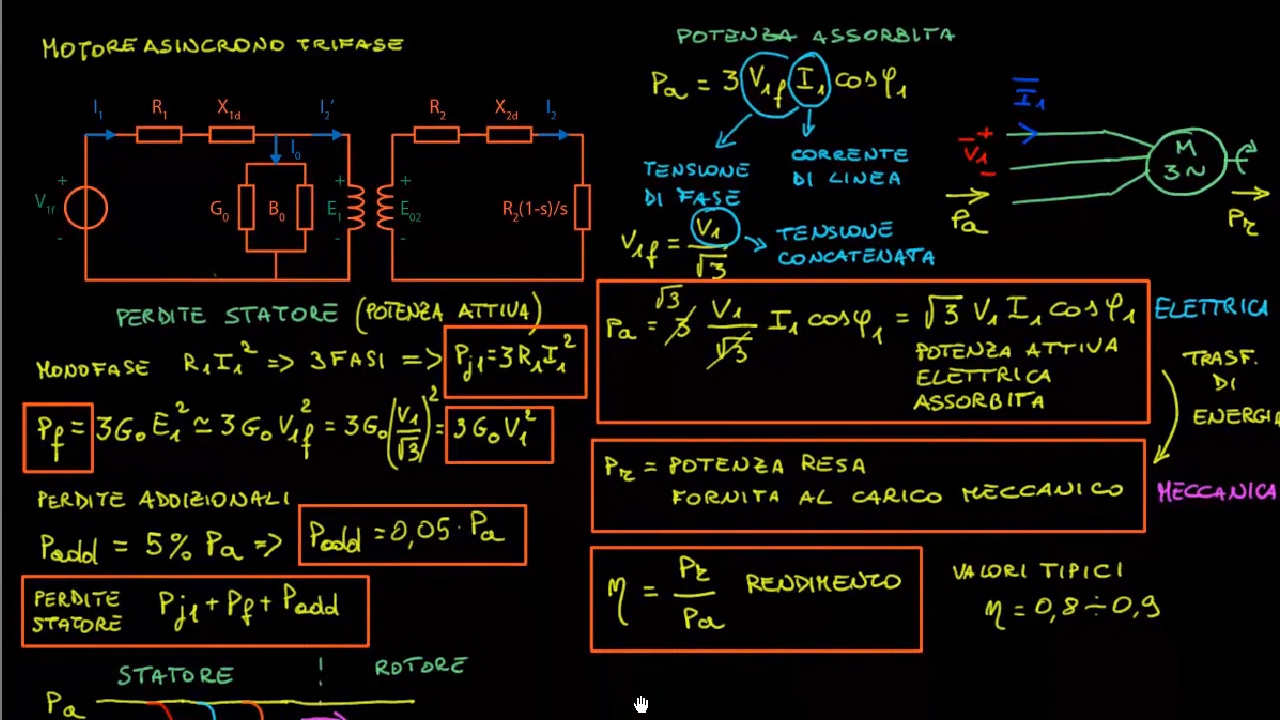 MOTORE ASINCRONO TRIFASE
I₁ R₁ X₁d I₂' R₂ X₂d I₂
I₀
+ + +
V₁f G₀ B₀ E₁ E₀₂ R₂(1-s)/s
- - -
PERDITE STATORE (POTENZA ATTIVA)
MONOFASE R₁I₁² => 3 FASI => Pj₁=3R₁I₁²
Pf = 3G₀E₁² ≃ 3G₀V₁f² = 3G₀(V₁/√3)² = 3G₀V₁²
PERDITE ADDIZIONALI
Padd = 5% Pa => Padd = 0,05 · Pa
PERDITE
STATORE Pj₁ + Pf + Padd
STATORE ROTORE
Pa
POTENZA ASSORBITA
Pa = 3 V₁f I₁ cosφ₁
TENSIONE
DI FASE
CORRENTE
DI LINEA
V₁f = V₁/√3
TENSIONE
CONCATENATA
I₁
+
V₁
-
M
3~
Pa
Pr
Pa = 3 V₁/√3 I₁ cosφ₁ = √3 V₁ I₁ cosφ₁
√3
POTENZA ATTIVA
ELETTRICA
ASSORBITA
ELETTRICA
TRASF.
DI
ENERGIA
MECCANICA
Pr = POTENZA RESA
FORNITA AL CARICO MECCANICO
η = Pr/Pa RENDIMENTO
VALORI TIPICI
η = 0,8 ÷ 0,9